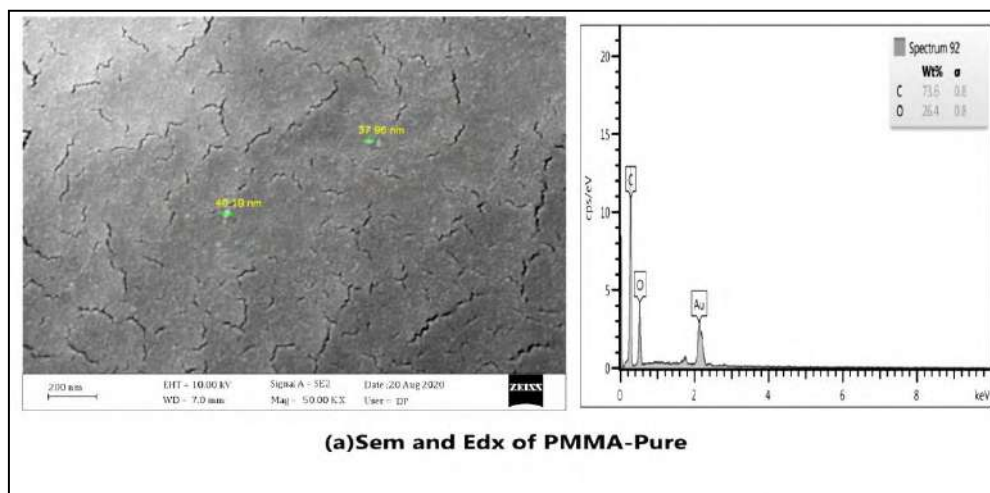 37.96 nm
40.18 nm
200 nm
EHT = 10.00 kV
Signal A = SE2
Date :20 Aug 2020
WD = 7.0 mm
Mag = 50.00 KX
User = DP
ZEISS
Spectrum 92
Wt% σ
C 73.6 0.8
O 26.4 0.8
20
15
10
5
0
cps/eV
C
O
Au
0 2 4 6 8 keV
(a)Sem and Edx of PMMA-Pure